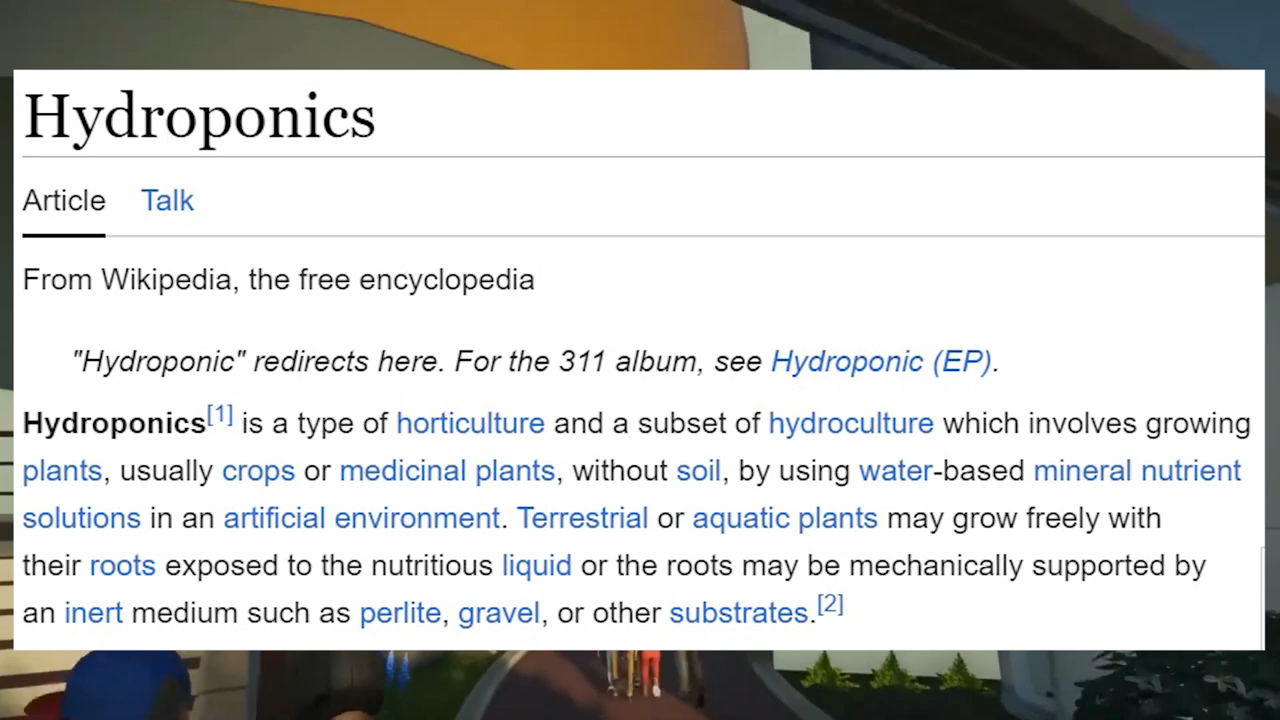 Hydroponics
Article Talk
From Wikipedia, the free encyclopedia
"Hydroponic" redirects here. For the 311 album, see Hydroponic (EP).
Hydroponics[1] is a type of horticulture and a subset of hydroculture which involves growing
plants, usually crops or medicinal plants, without soil, by using water-based mineral nutrient
solutions in an artificial environment. Terrestrial or aquatic plants may grow freely with
their roots exposed to the nutritious liquid or the roots may be mechanically supported by
an inert medium such as perlite, gravel, or other substrates.[2]